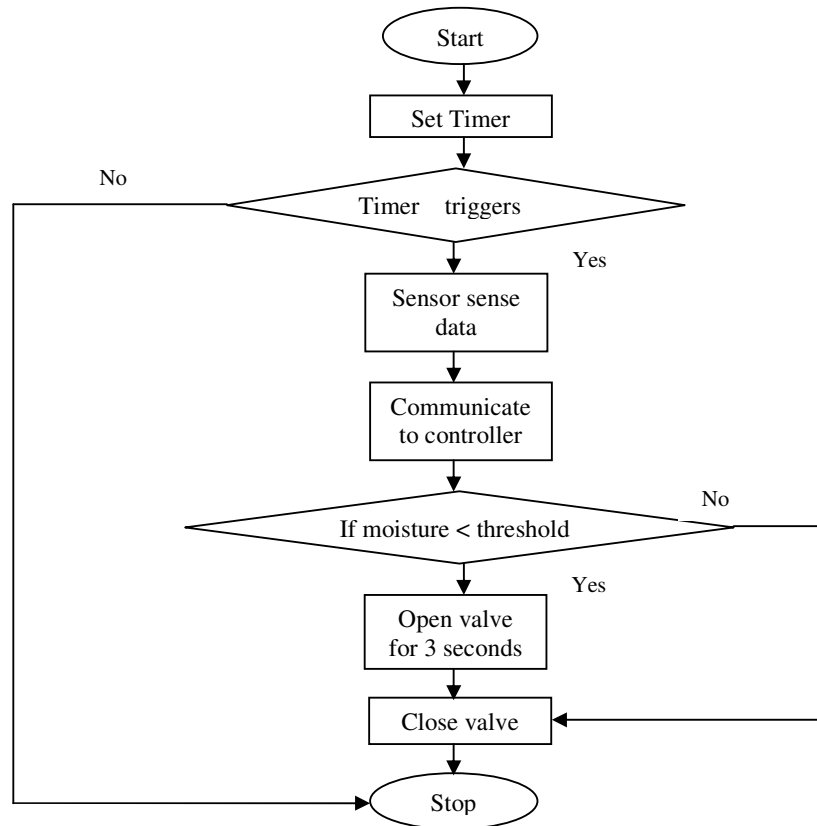 Start
Set Timer
No
Timer triggers
Yes
Sensor sense
data
Communicate
to controller
No
If moisture < threshold
Yes
Open valve
for 3 seconds
Close valve
Stop